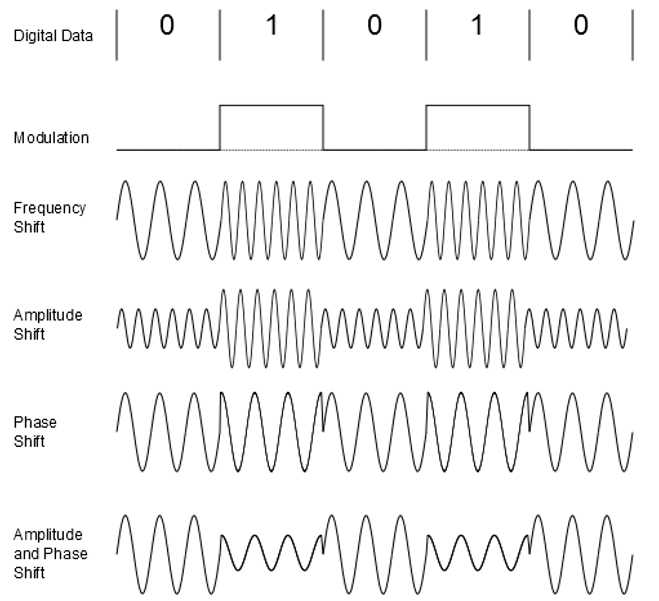 Digital Data 0 1 0 1 0
Modulation
Frequency
Shift
Amplitude
Shift
Phase
Shift
Amplitude
and Phase
Shift